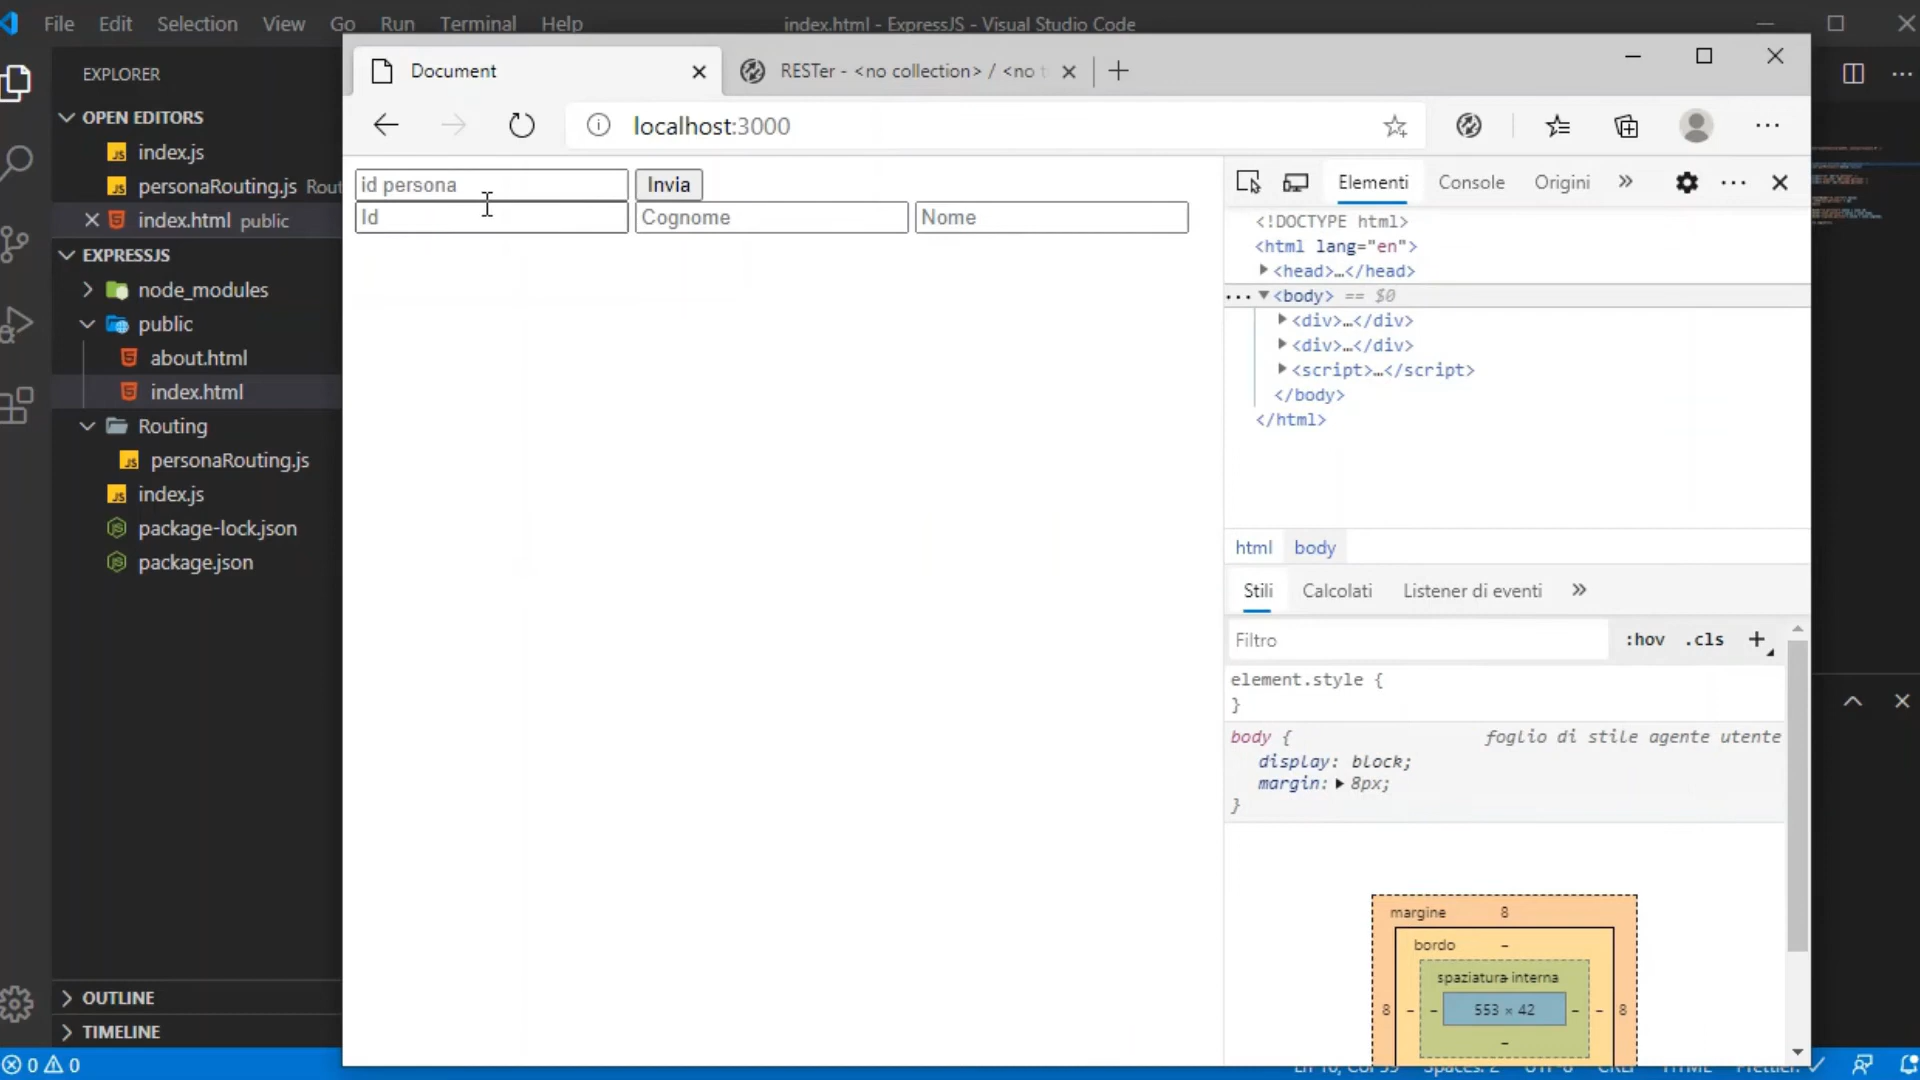 File Edit Selection View Go Run Terminal Help index.html - ExpressJS - Visual Studio Code
EXPLORER
OPEN EDITORS
index.js
personaRouting.js Rout
index.html public
EXPRESSJS
node_modules
public
about.html
index.html
Routing
personaRouting.js
index.js
package-lock.json
package.json
OUTLINE
TIMELINE
0 0
Document
RESTer - <no collection> / <no t
localhost:3000
id persona Invia
Id Cognome Nome
Elementi Console Origini
<!DOCTYPE html>
<html lang="en">
<head>…</head>
<body> == $0
<div>…</div>
<div>…</div>
<script>…</script>
</body>
</html>
html body
Stili Calcolati Listener di eventi
Filtro :hov .cls
element.style {
}
body { foglio di stile agente utente
display: block;
margin: 8px;
}
margine 8
bordo –
spaziatura interna
8 – – 553 × 42 – – 8
–